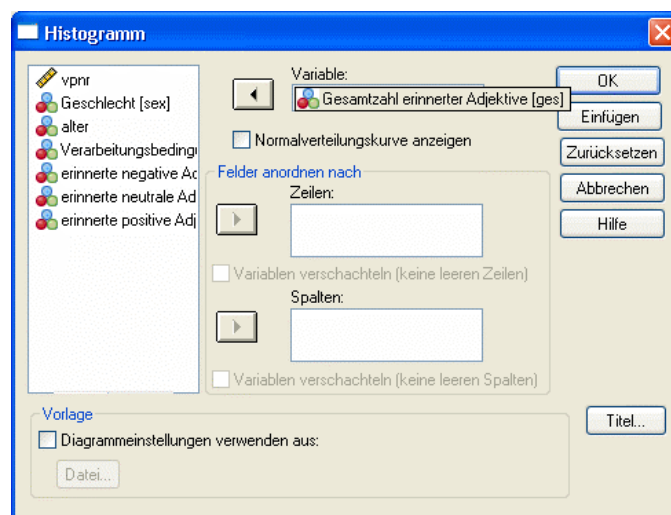 Histogramm
vpnr
Geschlecht [sex]
alter
Verarbeitungsbedingu
erinnerte negative Ad
erinnerte neutrale Ad
erinnerte positive Adj
Variable:
Gesamtzahl erinnerter Adjektive [ges]
Normalverteilungskurve anzeigen
Felder anordnen nach
Zeilen:
Variablen verschachteln (keine leeren Zeilen)
Spalten:
Variablen verschachteln (keine leeren Spalten)
OK
Einfügen
Zurücksetzen
Abbrechen
Hilfe
Vorlage
Diagrammeinstellungen verwenden aus:
Datei...
Titel...